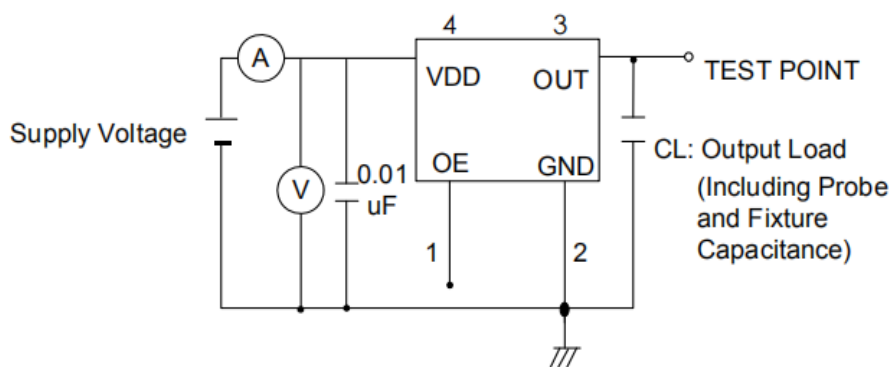 4
3
A
VDD
OUT
TEST POINT
Supply Voltage
OE
GND
CL: Output Load
V
0.01
uF
(Including Probe
and Fixture
Capacitance)
1
2